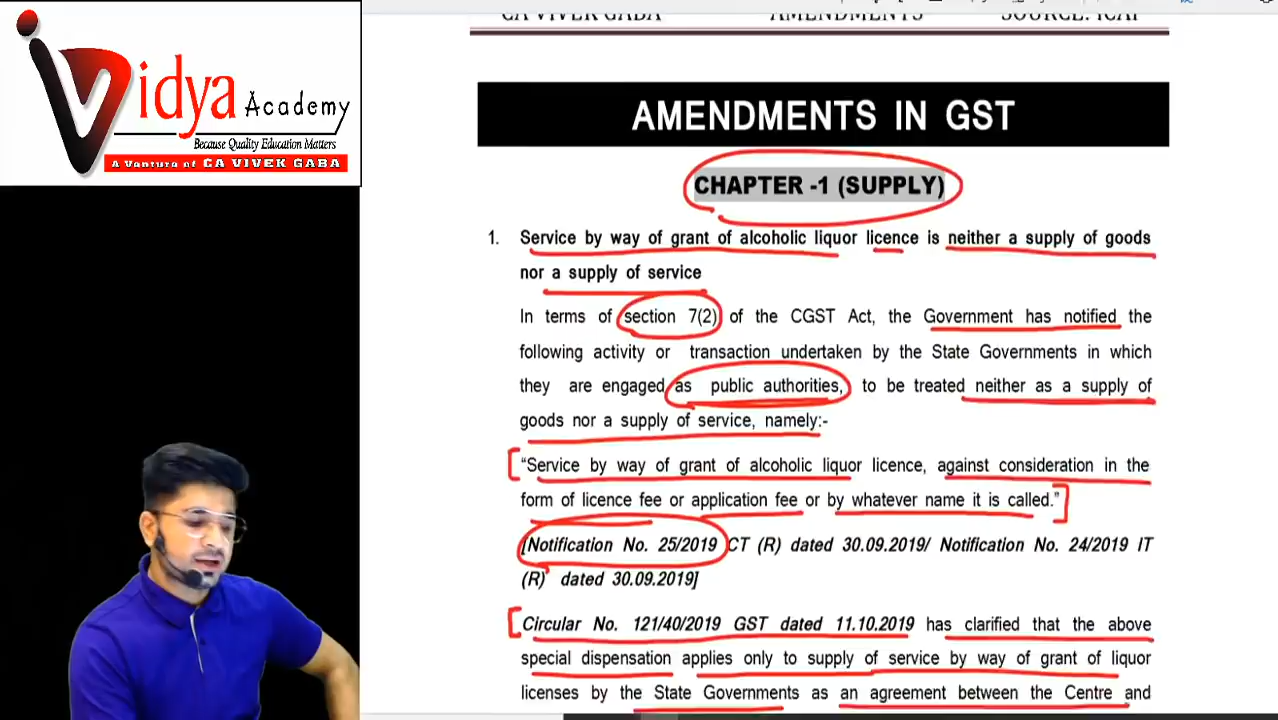 Vidya Academy
Because Quality Education Matters
A Venture of CA VIVEK GABA
CA VIVEK GABA AMENDMENTS SOURCE: ICAI
AMENDMENTS IN GST
CHAPTER -1 (SUPPLY)
1. Service by way of grant of alcoholic liquor licence is neither a supply of goods
nor a supply of service
In terms of section 7(2) of the CGST Act, the Government has notified the
following activity or transaction undertaken by the State Governments in which
they are engaged as public authorities, to be treated neither as a supply of
goods nor a supply of service, namely:-
“Service by way of grant of alcoholic liquor licence, against consideration in the
form of licence fee or application fee or by whatever name it is called.”
[Notification No. 25/2019 CT (R) dated 30.09.2019/ Notification No. 24/2019 IT
(R) dated 30.09.2019]
Circular No. 121/40/2019 GST dated 11.10.2019 has clarified that the above
special dispensation applies only to supply of service by way of grant of liquor
licenses by the State Governments as an agreement between the Centre and